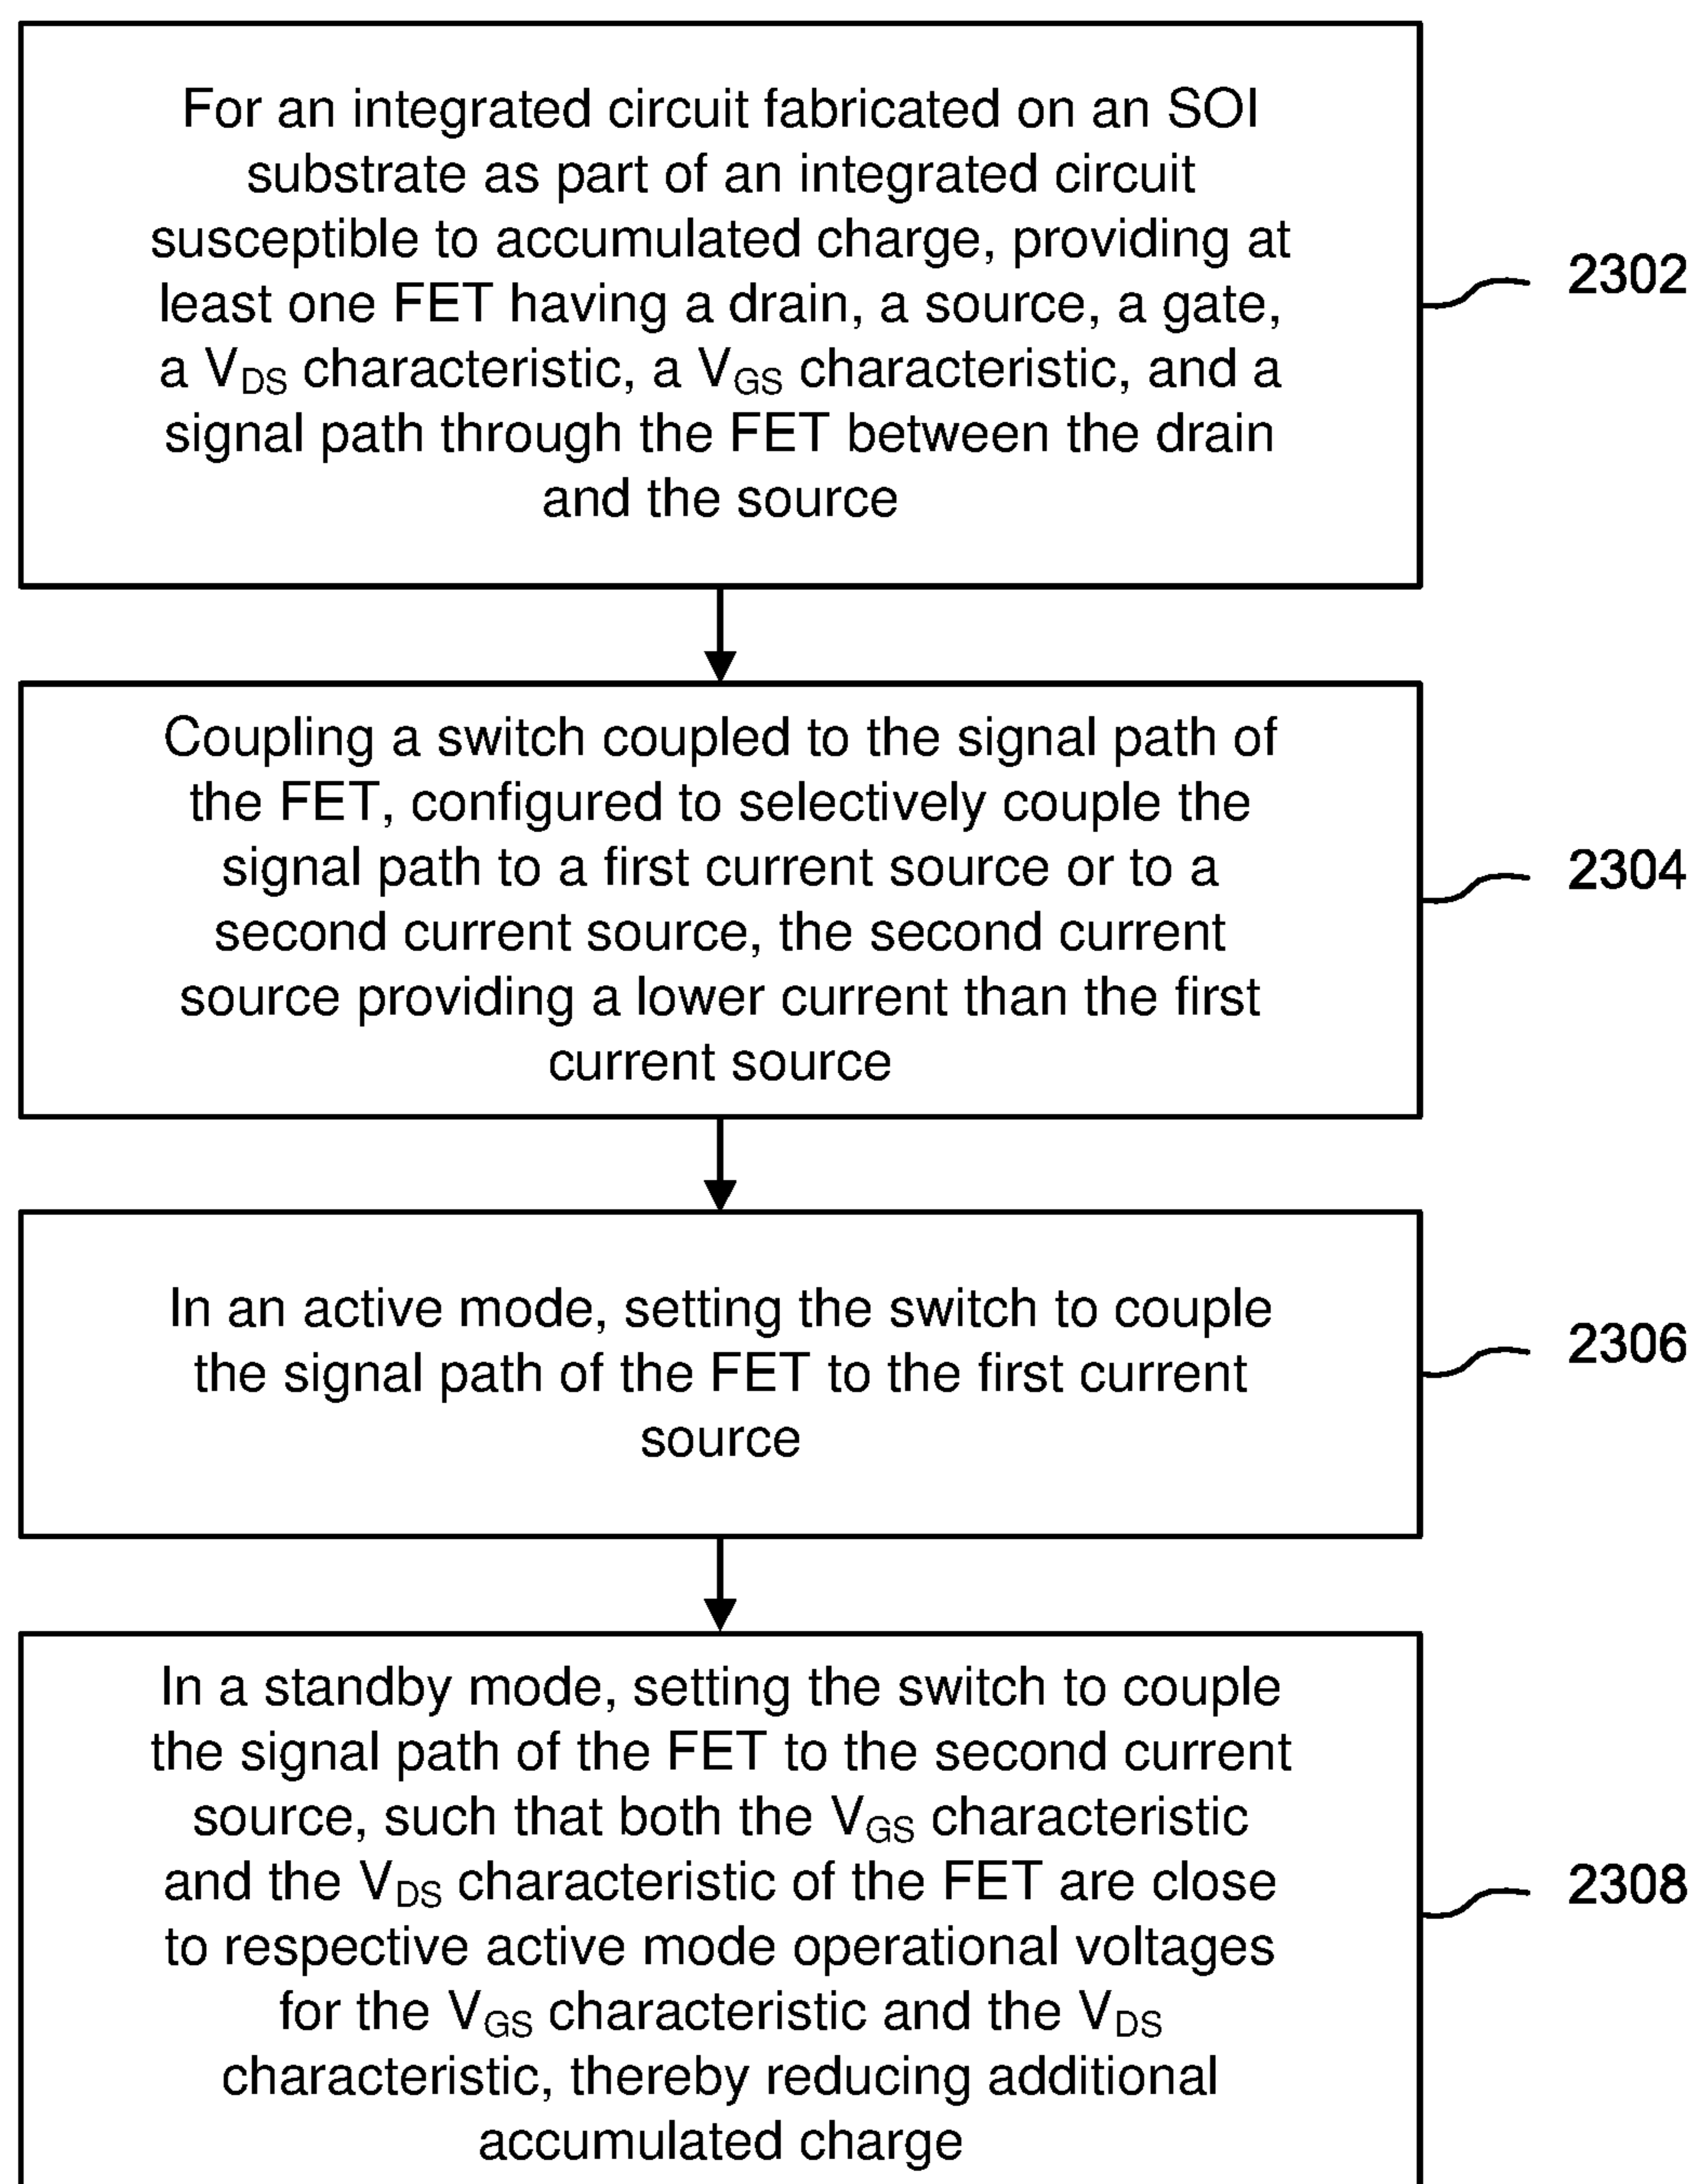 For an integrated circuit fabricated on an SOI
substrate as part of an integrated circuit
susceptible to accumulated charge, providing at
least one FET having a drain, a source, a gate,
a VDS characteristic, a VGS characteristic, and a
signal path through the FET between the drain
and the source
2302
Coupling a switch coupled to the signal path of
the FET, configured to selectively couple the
signal path to a first current source or to a
second current source, the second current
source providing a lower current than the first
current source
2304
In an active mode, setting the switch to couple
the signal path of the FET to the first current
source
2306
In a standby mode, setting the switch to couple
the signal path of the FET to the second current
source, such that both the VGS characteristic
and the VDS characteristic of the FET are close
to respective active mode operational voltages
for the VGS characteristic and the VDS
characteristic, thereby reducing additional
accumulated charge
2308